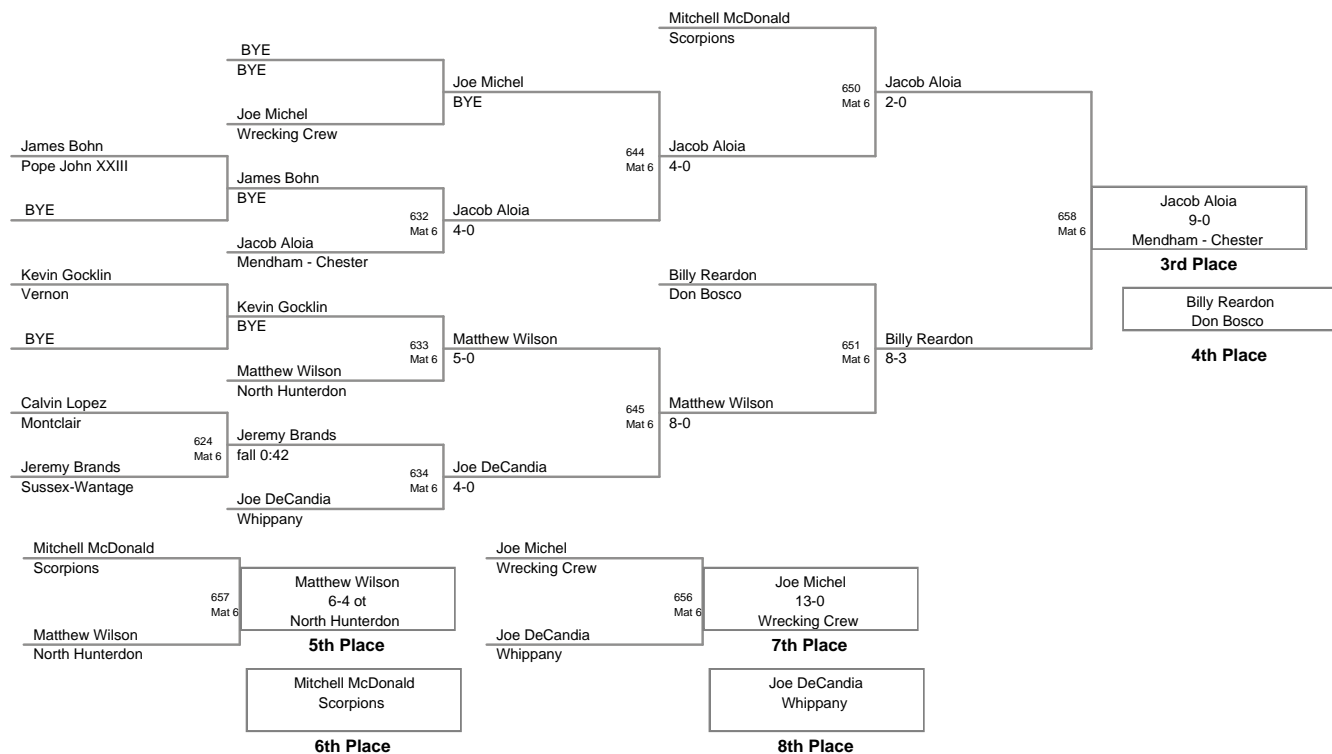 Mitchell McDonald
Scorpions
BYE
BYE
Joe Michel
BYE
650
Mat 6
Jacob Aloia
2-0
Joe Michel
Wrecking Crew
James Bohn
Pope John XXIII
644
Mat 6
Jacob Aloia
4-0
James Bohn
BYE
BYE
632
Mat 6
Jacob Aloia
4-0
658
Mat 6
Jacob Aloia
9-0
Mendham - Chester
3rd Place
Jacob Aloia
Mendham - Chester
Kevin Gocklin
Vernon
Billy Reardon
Don Bosco
Billy Reardon
Don Bosco
4th Place
Kevin Gocklin
BYE
BYE
633
Mat 6
Matthew Wilson
5-0
651
Mat 6
Billy Reardon
8-3
Matthew Wilson
North Hunterdon
Calvin Lopez
Montclair
645
Mat 6
Matthew Wilson
8-0
624
Mat 6
Jeremy Brands
fall 0:42
Jeremy Brands
Sussex-Wantage
634
Mat 6
Joe DeCandia
4-0
Joe DeCandia
Whippany
Mitchell McDonald
Scorpions
657
Mat 6
Matthew Wilson
6-4 ot
North Hunterdon
5th Place
Matthew Wilson
North Hunterdon
Mitchell McDonald
Scorpions
6th Place
Joe Michel
Wrecking Crew
656
Mat 6
Joe Michel
13-0
Wrecking Crew
7th Place
Joe DeCandia
Whippany
Joe DeCandia
Whippany
8th Place